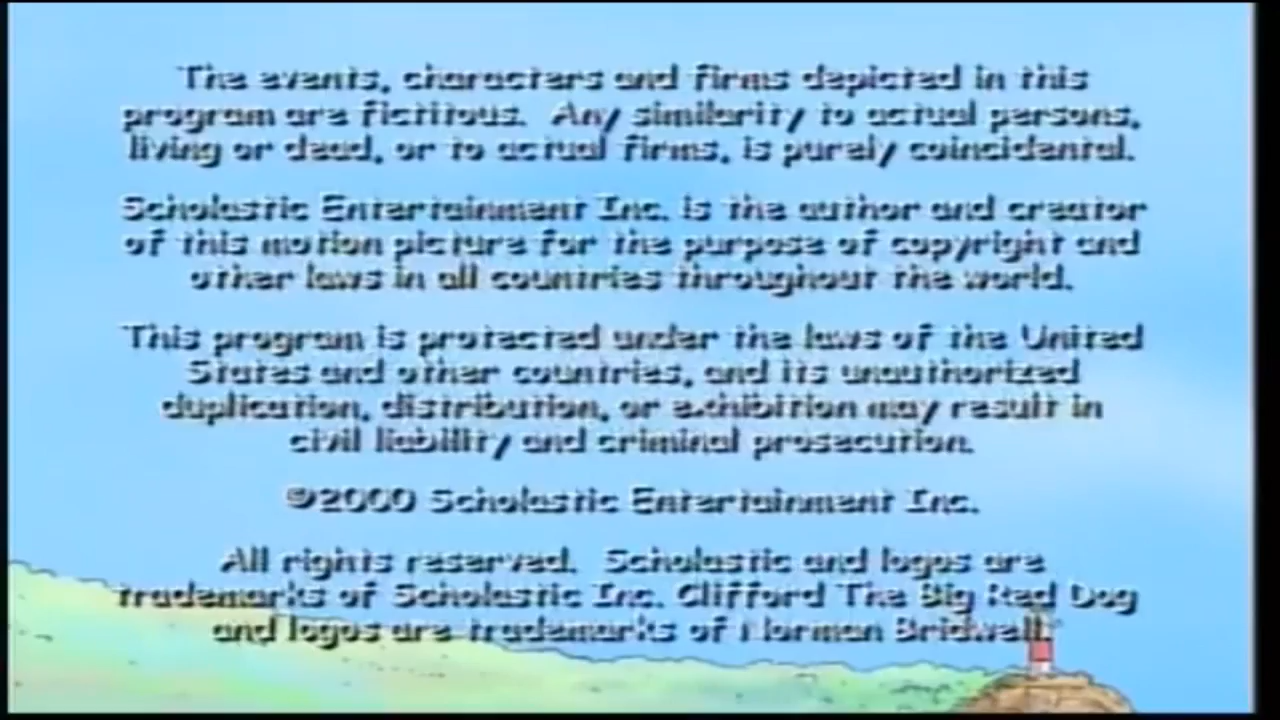 The events, characters and firms depicted in this
program are fictitous. Any similarity to actual persons,
living or dead, or to actual firms, is purely coincidental.
Scholastic Entertainment Inc. is the author and creator
of this motion picture for the purpose of copyright and
other laws in all countries throughout the world.
This program is protected under the laws of the United
States and other countries, and its unauthorized
duplication, distribution, or exhibition may result in
civil liability and criminal prosecution.
©2000 Scholastic Entertainment Inc.
All rights reserved. Scholastic and logos are
trademarks of Scholastic Inc. Clifford The Big Red Dog
and logos are trademarks of Norman Bridwell.